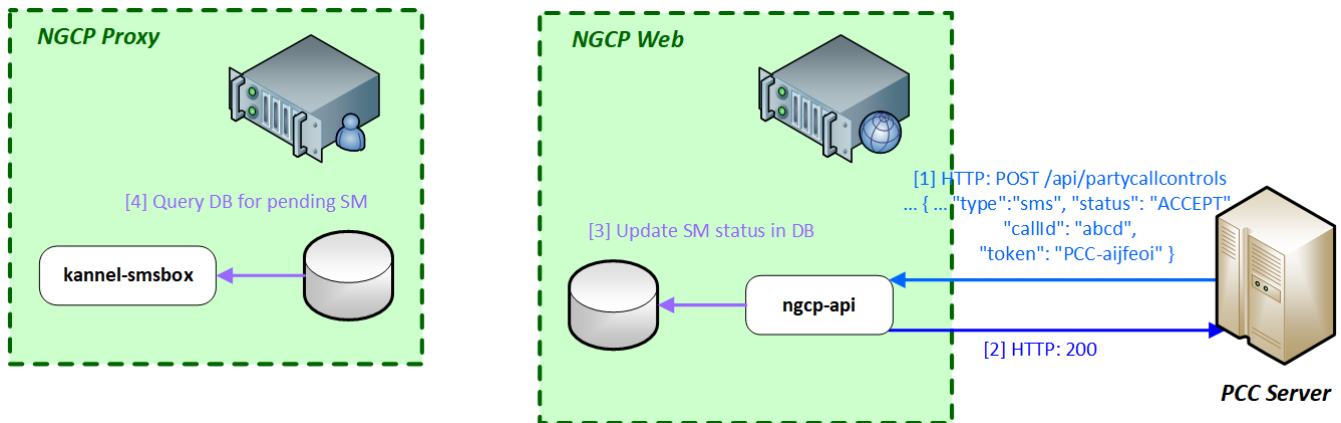 NGCP Proxy
[4] Query DB for pending SM
kannel-smsbox
NGCP Web
[1] HTTP: POST /api/partycallcontrols
... { ... "type":"sms", "status": "ACCEPT"
"callId": "abcd",
"token": "PCC-aijfeoi" }
[3] Update SM status in DB
ngcp-api
[2] HTTP: 200
PCC Server